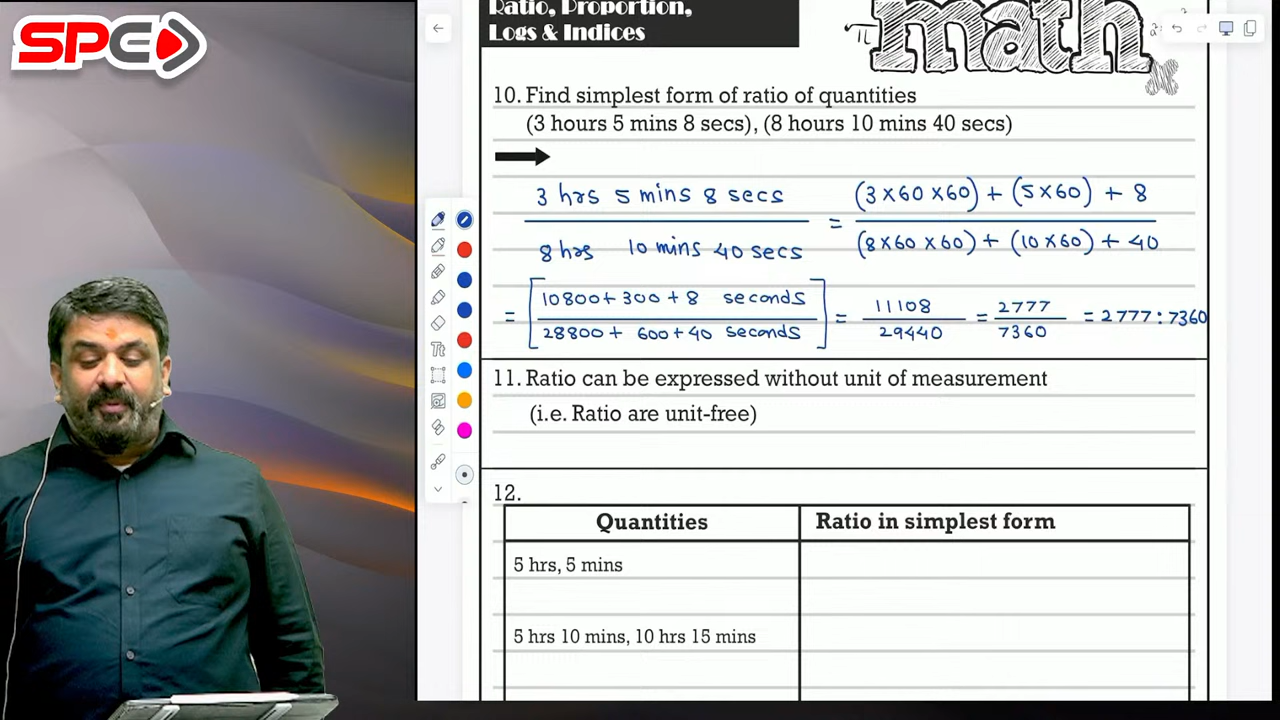 SPE
Ratio, Proportion,
Logs & Indices
π math
10. Find simplest form of ratio of quantities
(3 hours 5 mins 8 secs), (8 hours 10 mins 40 secs)
3 hrs 5 mins 8 secs / 8 hrs 10 mins 40 secs = (3×60×60) + (5×60) + 8 / (8×60×60) + (10×60) + 40
= [10800+300+8 seconds / 28800+ 600+40 seconds] = 11108 / 29440 = 2777 / 7360 = 2777 : 7360
11. Ratio can be expressed without unit of measurement
(i.e. Ratio are unit-free)
12.
Quantities Ratio in simplest form
5 hrs, 5 mins
5 hrs 10 mins, 10 hrs 15 mins
Tt